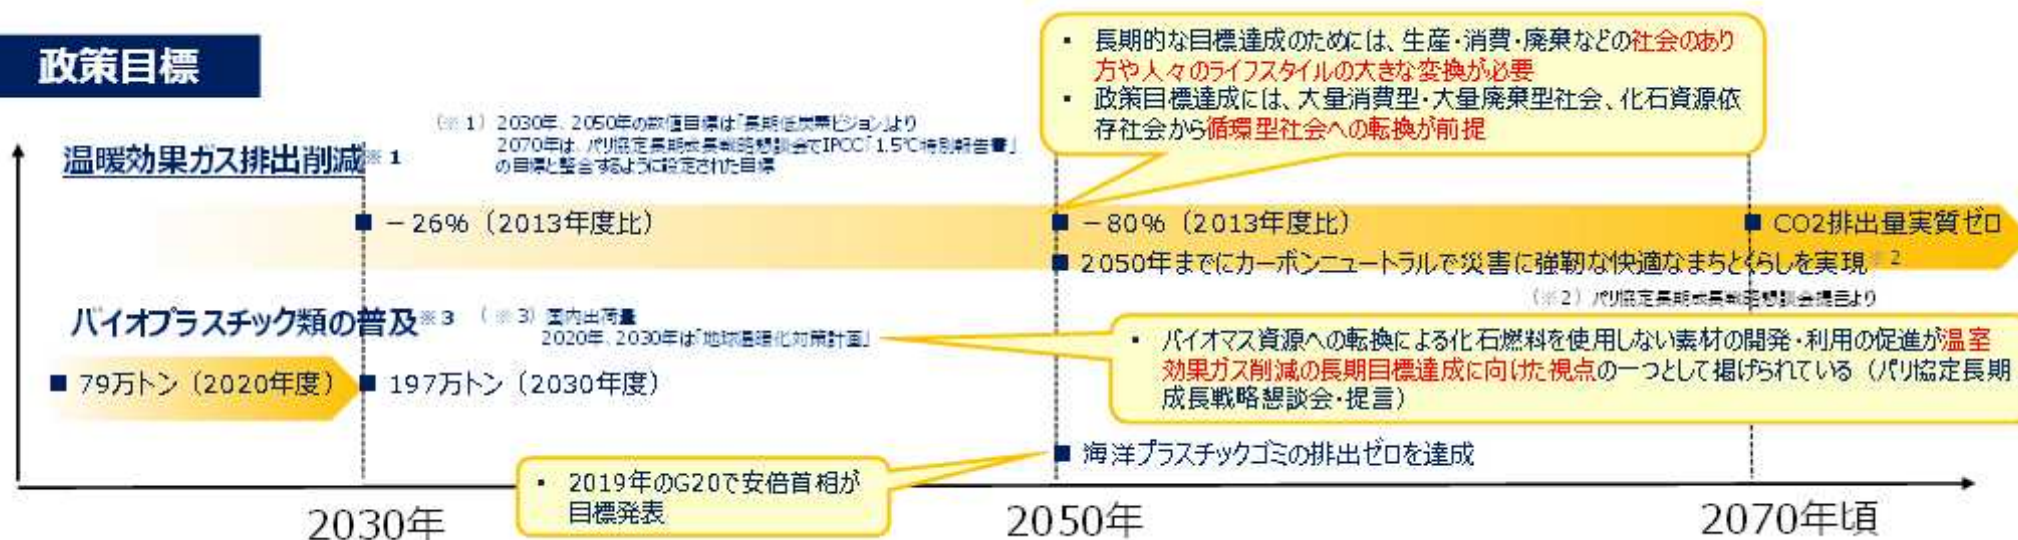 政策目標
温暖効果ガス排出削減※1
（※1）2030年、2050年の数値目標は「長期低炭素ビジョン」より
2070年は、パリ協定長期成長戦略懇談会でIPCC「1.5℃特別報告書」
の目標と整合するように設定された目標
▪ 長期的な目標達成のためには、生産・消費・廃棄などの社会のあり
方や人々のライフスタイルの大きな変換が必要
▪ 政策目標達成には、大量消費型・大量廃棄型社会、化石資源依
存社会から循環型社会への転換が前提
■ －26%（2013年度比）
■ －80%（2013年度比）
■ CO2排出量実質ゼロ
■ 2050年までにカーボンニュートラルで災害に強靭な快適なまちとくらしを実現※2
（※2）パリ協定長期成長戦略懇談会提言より
バイオプラスチック類の普及※3
（※3）国内出荷量
2020年、2030年は「地球温暖化対策計画」
■ 79万トン（2020年度）
■ 197万トン（2030年度）
▪ バイオマス資源への転換による化石燃料を使用しない素材の開発・利用の促進が温室
効果ガス削減の長期目標達成に向けた視点の一つとして掲げられている（パリ協定長期
成長戦略懇談会・提言）
■ 海洋プラスチックゴミの排出ゼロを達成
▪ 2019年のG20で安倍首相が
目標発表
2030年
2050年
2070年頃